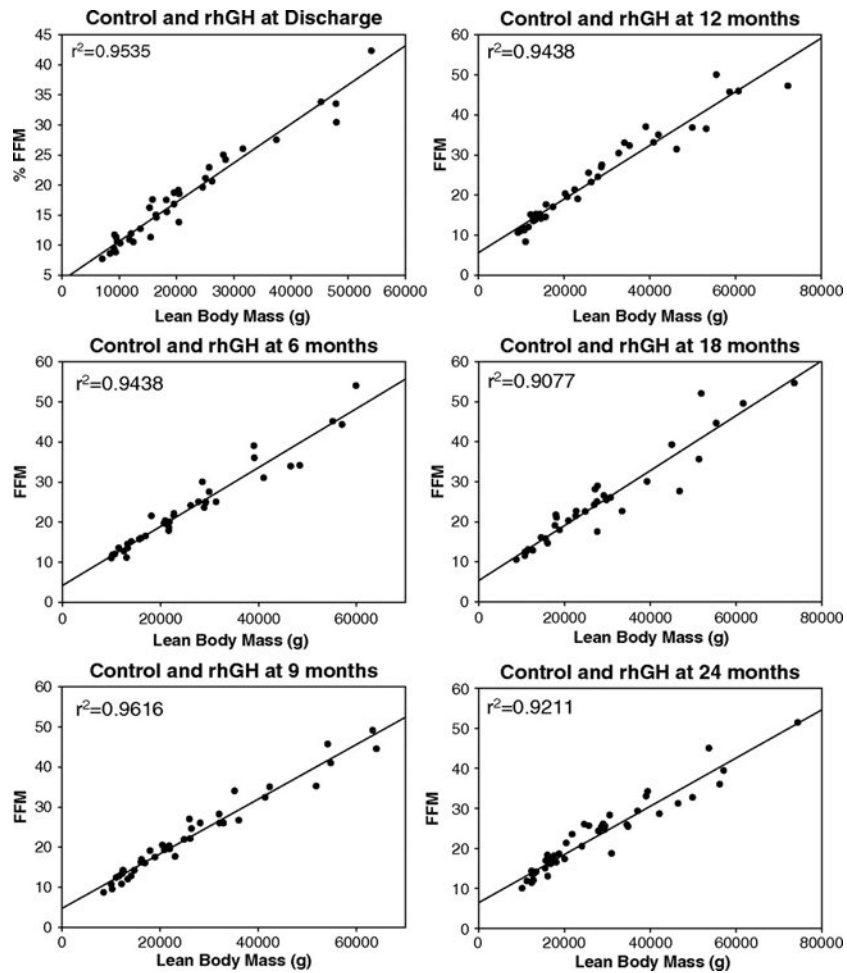 Control and rhGH at Discharge
r²=0.9535
% FFM
45
40
35
30
25
20
15
10
5
0 10000 20000 30000 40000 50000 60000
Lean Body Mass (g)
Control and rhGH at 12 months
r²=0.9438
FFM
60
50
40
30
20
10
0
0 20000 40000 60000 80000
Lean Body Mass (g)
Control and rhGH at 6 months
r²=0.9438
FFM
60
50
40
30
20
10
0
0 20000 40000 60000
Lean Body Mass (g)
Control and rhGH at 18 months
r²=0.9077
FFM
60
50
40
30
20
10
0
0 20000 40000 60000 80000
Lean Body Mass (g)
Control and rhGH at 9 months
r²=0.9616
FFM
60
50
40
30
20
10
0
0 20000 40000 60000
Lean Body Mass (g)
Control and rhGH at 24 months
r²=0.9211
FFM
60
50
40
30
20
10
0
0 20000 40000 60000 80000
Lean Body Mass (g)